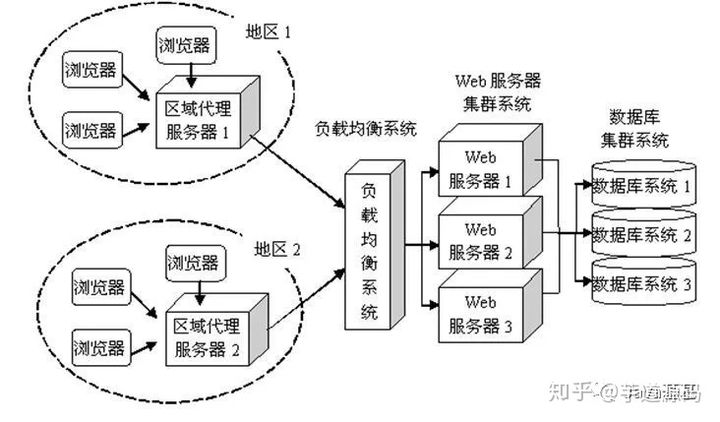 地区 1
浏览器
浏览器
浏览器
区域代理
服务器 1
地区 2
浏览器
浏览器
浏览器
区域代理
服务器 2
负载均衡系统
负
载
均
衡
系
统
Web 服务器
集群系统
Web
服务器 1
Web
服务器 2
Web
服务器 3
数据库
集群系统
数据库系统 1
数据库系统 2
数据库系统 3
知乎 @芋道源码